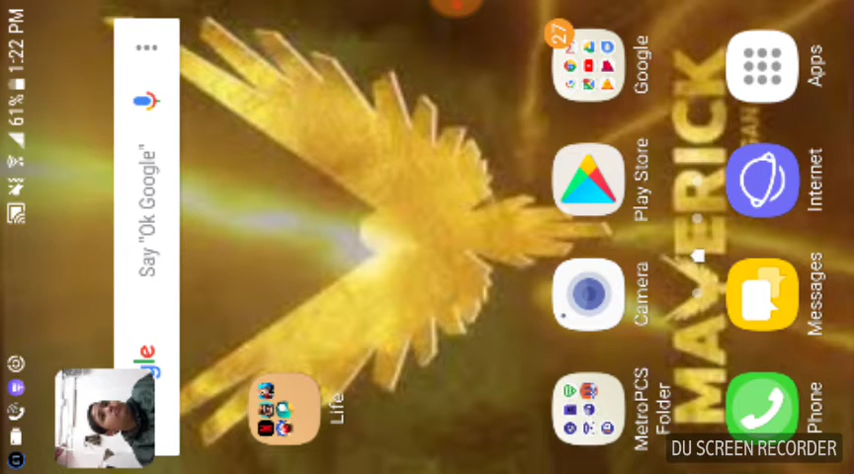 61% 1:22 PM
Say "Ok Google"
gle
Life
27
Google
Play Store
Camera
MetroPCS
Folder
MAVERICK
Apps
Internet
Messages
Phone
DU SCREEN RECORDER